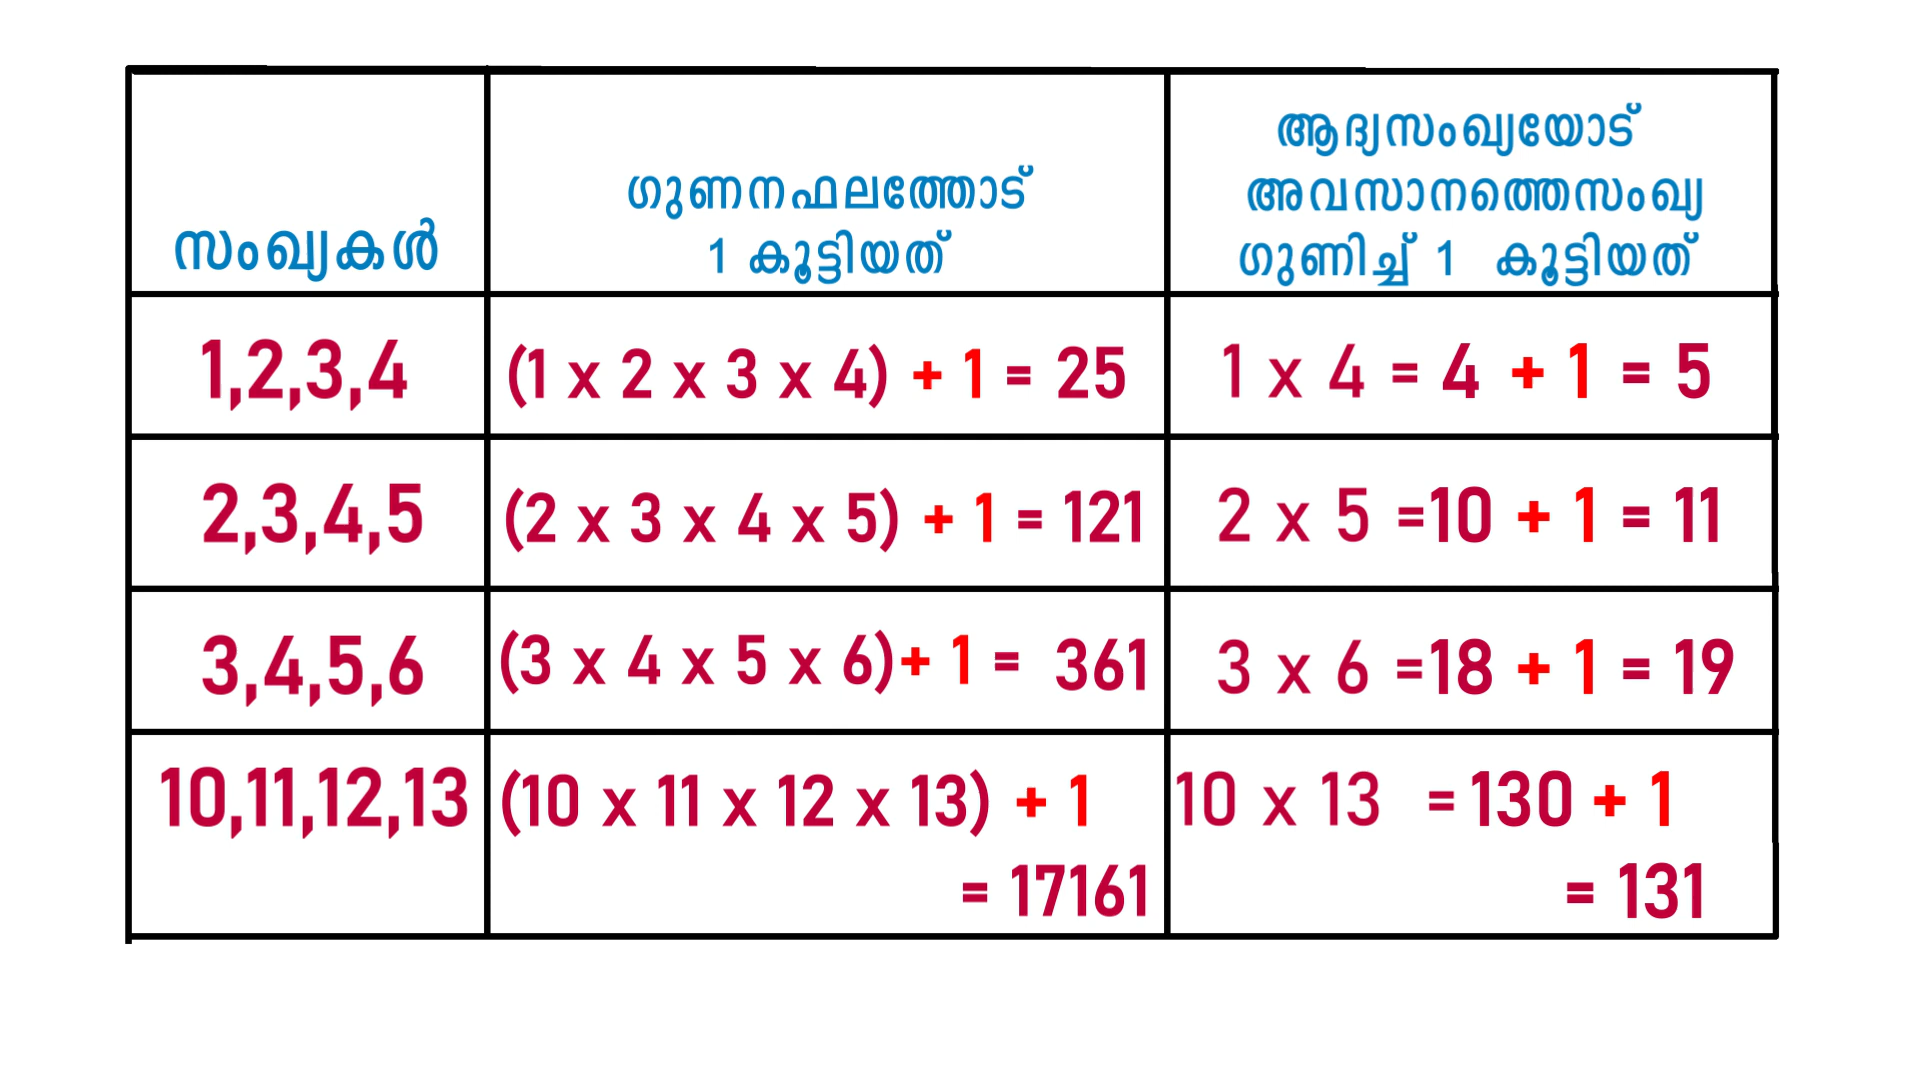 സംഖ്യകൾ
ഗുണനഫലത്തോട്
1 കൂട്ടിയത്
ആദ്യസംഖ്യയോട്
അവസാനത്തെസംഖ്യ
ഗുണിച്ച് 1 കൂട്ടിയത്
1,2,3,4
(1 x 2 x 3 x 4) + 1 = 25
1 x 4 = 4 + 1 = 5
2,3,4,5
(2 x 3 x 4 x 5) + 1 = 121
2 x 5 =10 + 1 = 11
3,4,5,6
(3 x 4 x 5 x 6)+ 1 = 361
3 x 6 =18 + 1 = 19
10,11,12,13
(10 x 11 x 12 x 13) + 1
= 17161
10 x 13 =130 + 1
= 131